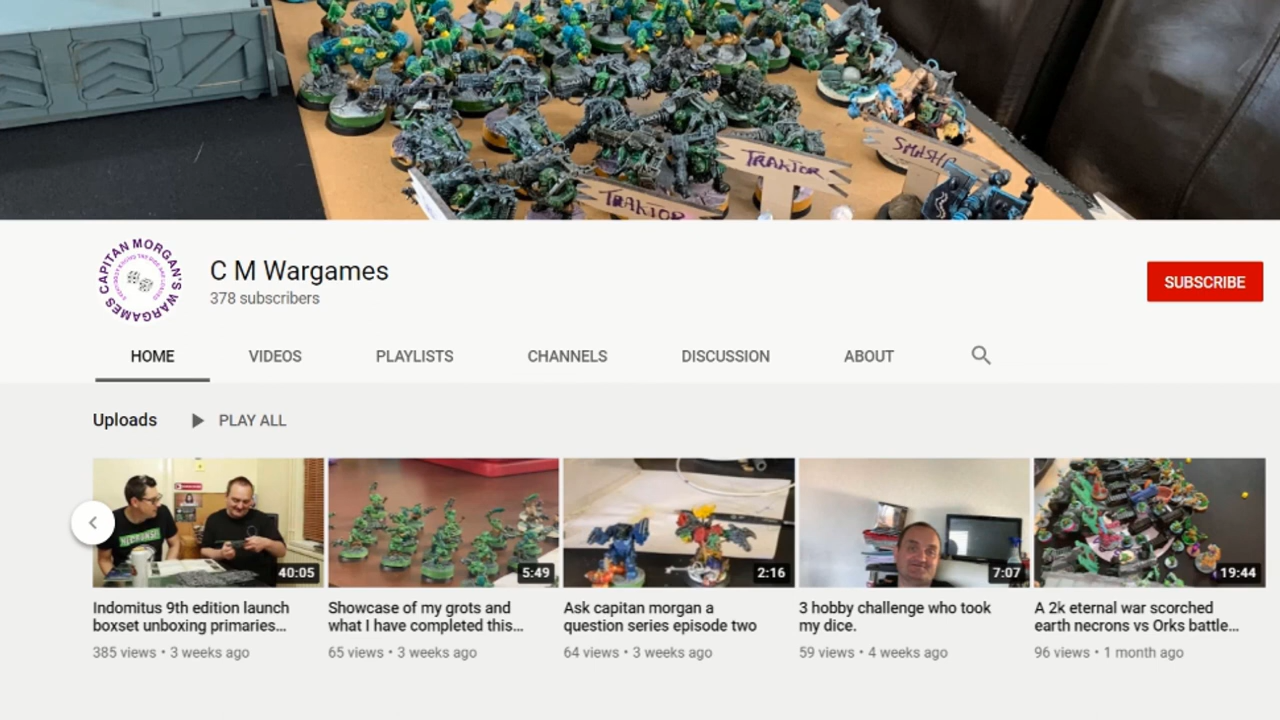 TRAKTOR
SMASHA
TRAKTOR
CAPITAN MORGAN'S WARGAMES
C M Wargames
378 subscribers
SUBSCRIBE
HOME VIDEOS PLAYLISTS CHANNELS DISCUSSION ABOUT
Uploads PLAY ALL
40:05 5:49 2:16 7:07 19:44
Indomitus 9th edition launch
boxset unboxing primaries...
385 views • 3 weeks ago
Showcase of my grots and
what I have completed this...
65 views • 3 weeks ago
Ask capitan morgan a
question series episode two
64 views • 3 weeks ago
3 hobby challenge who took
my dice.
59 views • 4 weeks ago
A 2k eternal war scorched
earth necrons vs Orks battle...
96 views • 1 month ago